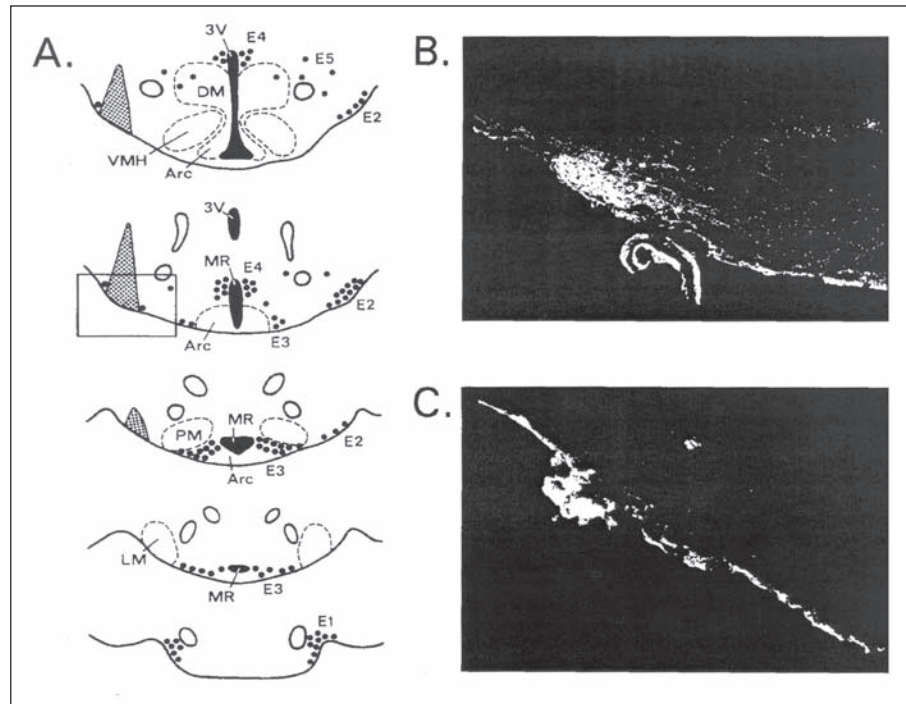 A.
3V
E4
E5
DM
E2
VMH
Arc
3V
MR
E4
E2
Arc
E3
MR
PM
E2
E3
Arc
LM
E3
MR
E1
B.
C.